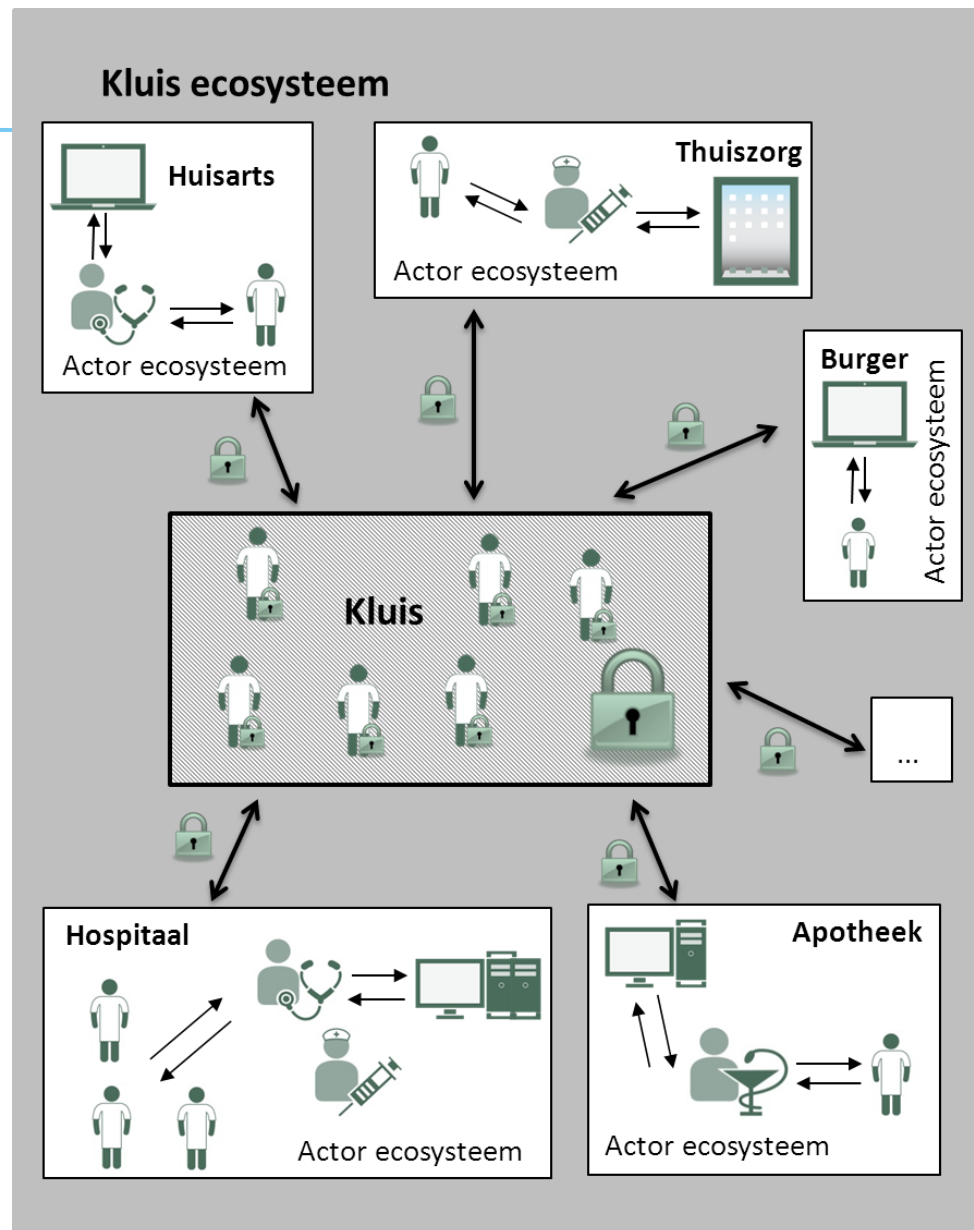 Kluis ecosysteem
Huisarts
Actor ecosysteem
Thuiszorg
Actor ecosysteem
Burger
Actor ecosysteem
Kluis
...
Hospitaal
Actor ecosysteem
Apotheek
Actor ecosysteem